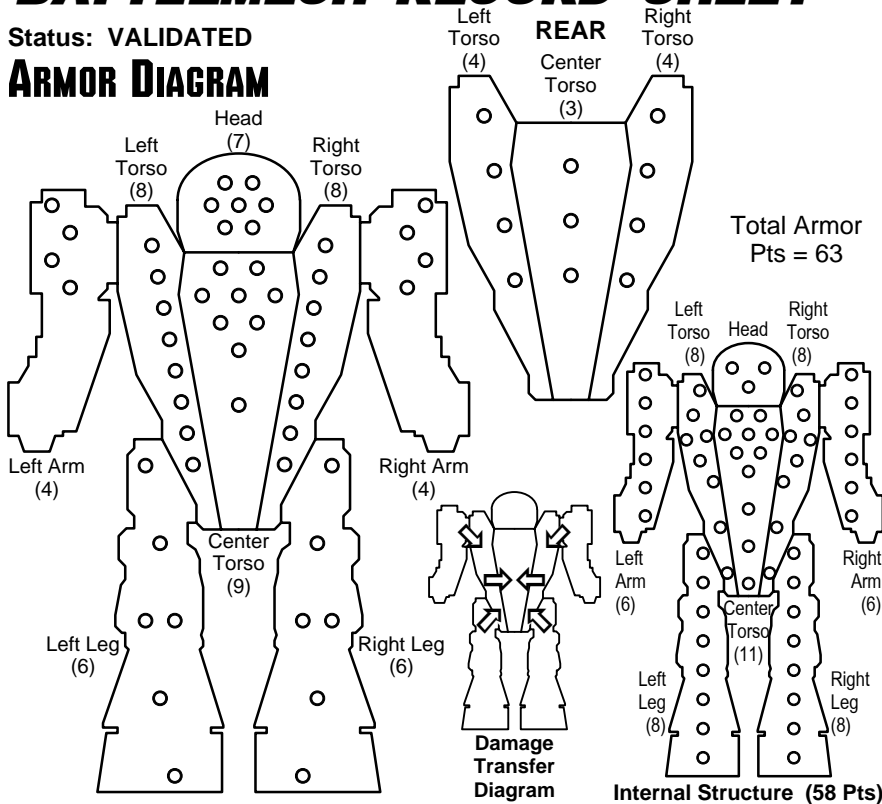 BATTLEMECH RECORD SHEET
Status: VALIDATED
ARMOR DIAGRAM
Head
(7)
Left
Torso
(8)
Right
Torso
(8)
Left Arm
(4)
Right Arm
(4)
Center
Torso
(9)
Left Leg
(6)
Right Leg
(6)
REAR
Left
Torso
(4)
Center
Torso
(3)
Right
Torso
(4)
Total Armor
Pts = 63
Left
Torso
(8)
Head
Right
Torso
(8)
Left
Arm
(6)
Right
Arm
(6)
Center
Torso
(11)
Left
Leg
(8)
Right
Leg
(8)
Damage
Transfer
Diagram
Internal Structure (58 Pts)